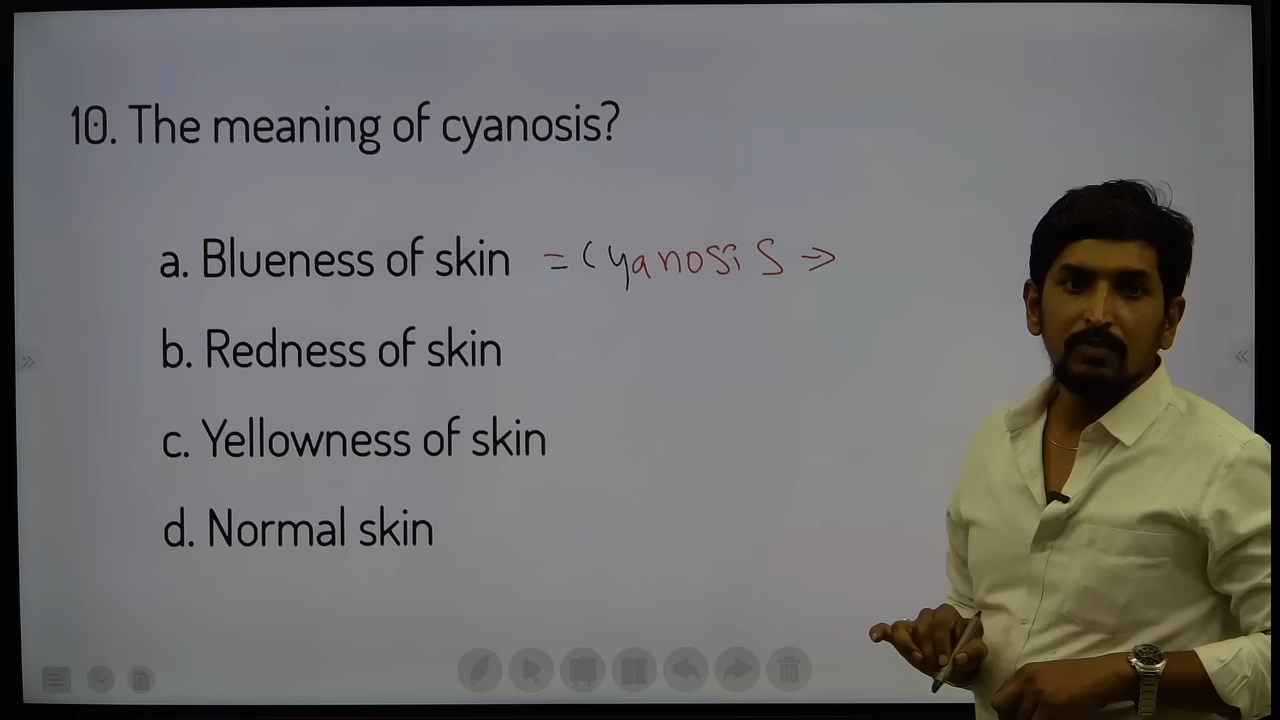 10. The meaning of cyanosis?
a. Blueness of skin = Cyanosis →
b. Redness of skin
c. Yellowness of skin
d. Normal skin